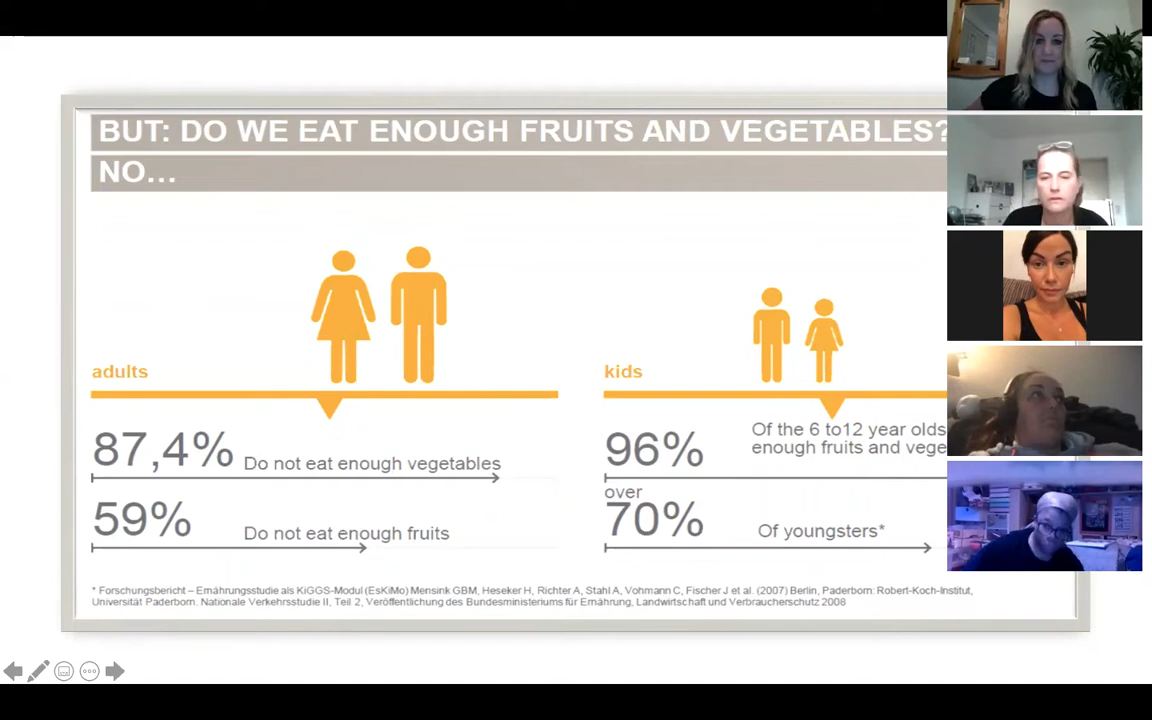 BUT: DO WE EAT ENOUGH FRUITS AND VEGETABLES?
NO...
adults
87,4% Do not eat enough vegetables
59% Do not eat enough fruits
kids
96% Of the 6 to12 year olds
enough fruits and vege
over
70% Of youngsters*
* Forschungsbericht – Ernährungsstudie als KiGGS-Modul (EsKiMo) Mensink GBM, Heseker H, Richter A, Stahl A, Vohmann C, Fischer J et al. (2007) Berlin, Paderborn: Robert-Koch-Institut,
Universität Paderborn. Nationale Verkehrsstudie II, Teil 2, Veröffentlichung des Bundesministeriums für Ernährung, Landwirtschaft und Verbraucherschutz 2008